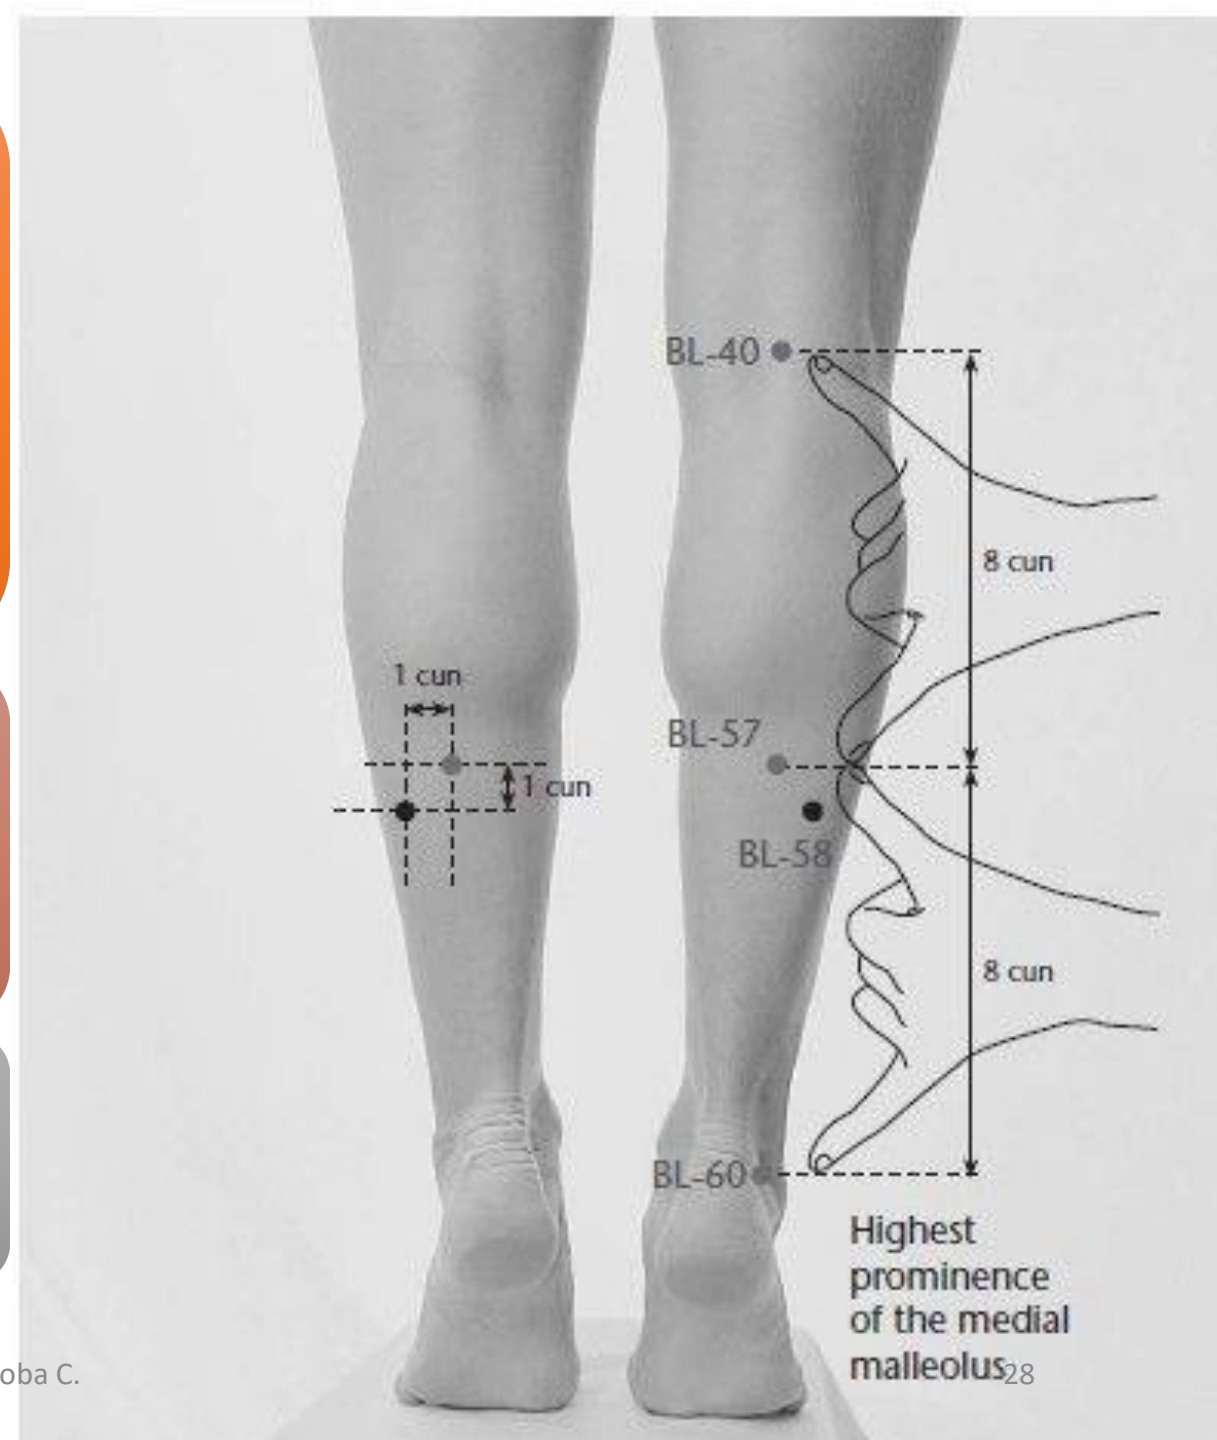 BL-40
8 cun
1 cun
BL-57
1 cun
BL-58
8 cun
BL-60
Highest
prominence
of the medial
malleolus
oba C.
28